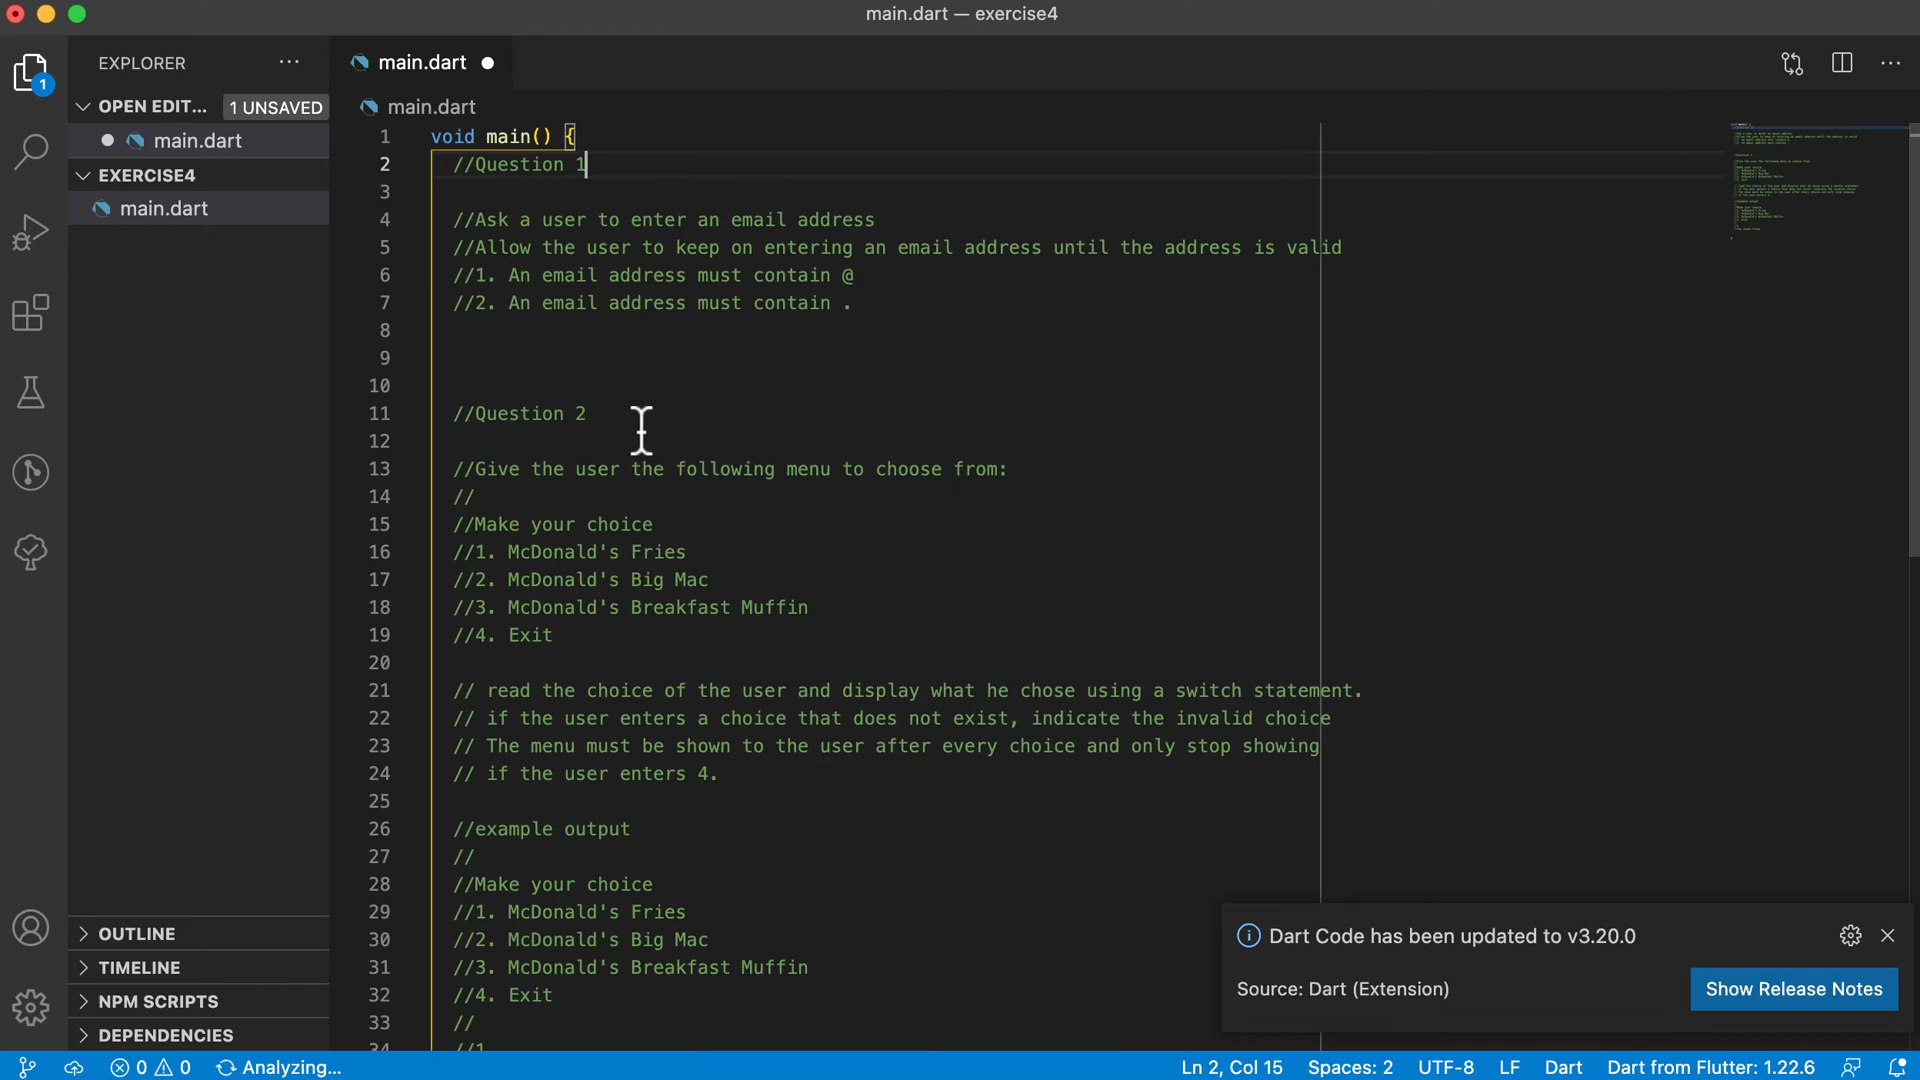 main.dart — exercise4
EXPLORER
main.dart
1
OPEN EDIT...
1 UNSAVED
main.dart
main.dart
EXERCISE4
main.dart
1 void main() {
2 //Question 1
3
4 //Ask a user to enter an email address
5 //Allow the user to keep on entering an email address until the address is valid
6 //1. An email address must contain @
7 //2. An email address must contain .
8
9
10
11 //Question 2
12
13 //Give the user the following menu to choose from:
14 //
15 //Make your choice
16 //1. McDonald's Fries
17 //2. McDonald's Big Mac
18 //3. McDonald's Breakfast Muffin
19 //4. Exit
20
21 // read the choice of the user and display what he chose using a switch statement.
22 // if the user enters a choice that does not exist, indicate the invalid choice
23 // The menu must be shown to the user after every choice and only stop showing
24 // if the user enters 4.
25
26 //example output
27 //
28 //Make your choice
29 //1. McDonald's Fries
30 //2. McDonald's Big Mac
31 //3. McDonald's Breakfast Muffin
32 //4. Exit
33 //
34 //1
OUTLINE
TIMELINE
NPM SCRIPTS
DEPENDENCIES
Dart Code has been updated to v3.20.0
Source: Dart (Extension)
Show Release Notes
0 0 Analyzing...
Ln 2, Col 15 Spaces: 2 UTF-8 LF Dart Dart from Flutter: 1.22.6